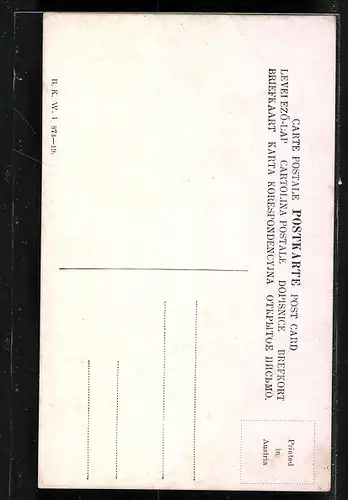 CARTE POSTALE POSTKARTE POST CARD
LEVELEZŐ-LAP CARTOLINA POSTALE DOPISNICE BREFKORT
BRIEFKAART KARTA KORESPONDENCYJNA ОТКРЫТОЕ ПИСЬМО.
Printed
in
Austria
B. K. W. I 874—19.